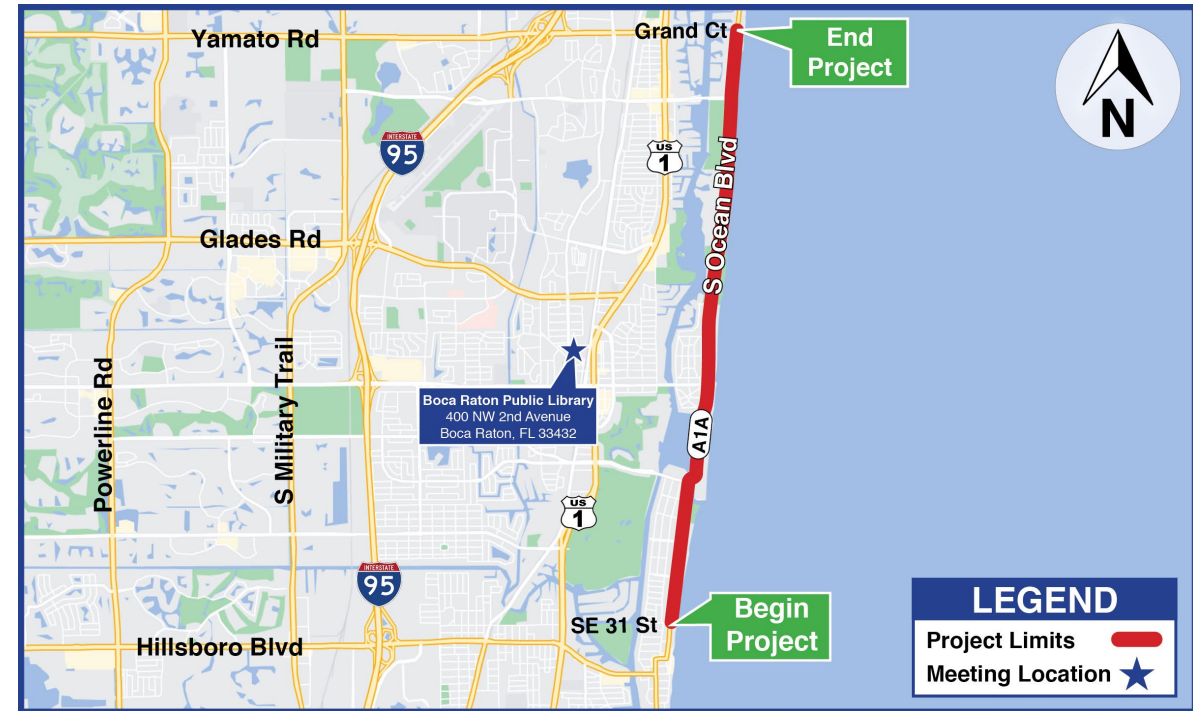 Yamato Rd
Grand Ct
End
Project
N
INTERSTATE
95
US
1
S Ocean Blvd
Glades Rd
Powerline Rd
S Military Trail
Boca Raton Public Library
400 NW 2nd Avenue
Boca Raton, FL 33432
A1A
US
1
INTERSTATE
95
SE 31 St
Begin
Project
Hillsboro Blvd
LEGEND
Project Limits
Meeting Location